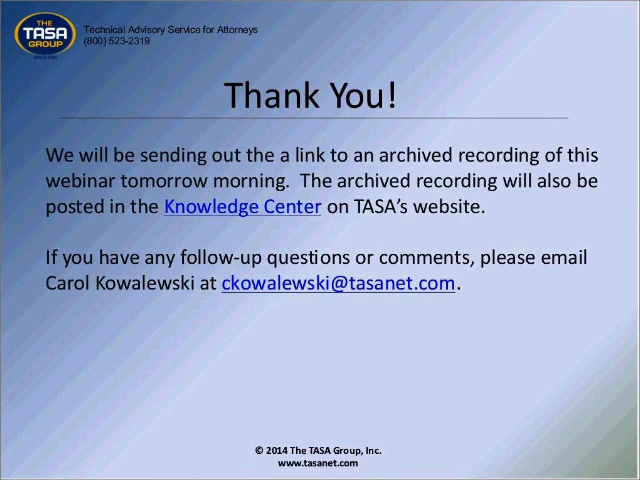 THE
TASA
GROUP
Technical Advisory Service for Attorneys
(800) 523-2319
Thank You!
We will be sending out the a link to an archived recording of this
webinar tomorrow morning.  The archived recording will also be
posted in the Knowledge Center on TASA's website.
If you have any follow-up questions or comments, please email
Carol Kowalewski at ckowalewski@tasanet.com.
© 2014 The TASA Group, Inc.
www.tasanet.com